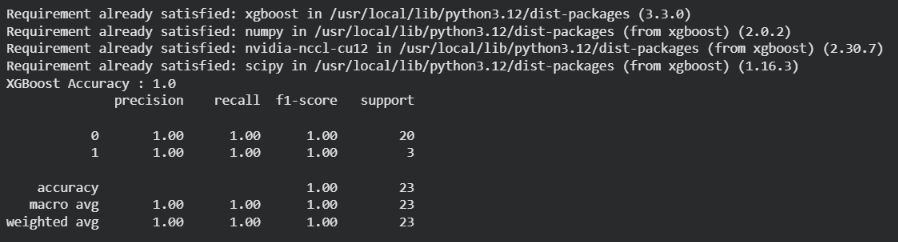 Requirement already satisfied: xgboost in /usr/local/lib/python3.12/dist-packages (3.3.0)
Requirement already satisfied: numpy in /usr/local/lib/python3.12/dist-packages (from xgboost) (2.0.2)
Requirement already satisfied: nvidia-nccl-cu12 in /usr/local/lib/python3.12/dist-packages (from xgboost) (2.30.7)
Requirement already satisfied: scipy in /usr/local/lib/python3.12/dist-packages (from xgboost) (1.16.3)
XGBoost Accuracy : 1.0
precision recall f1-score support
0 1.00 1.00 1.00 20
1 1.00 1.00 1.00 3
accuracy 1.00 23
macro avg 1.00 1.00 1.00 23
weighted avg 1.00 1.00 1.00 23